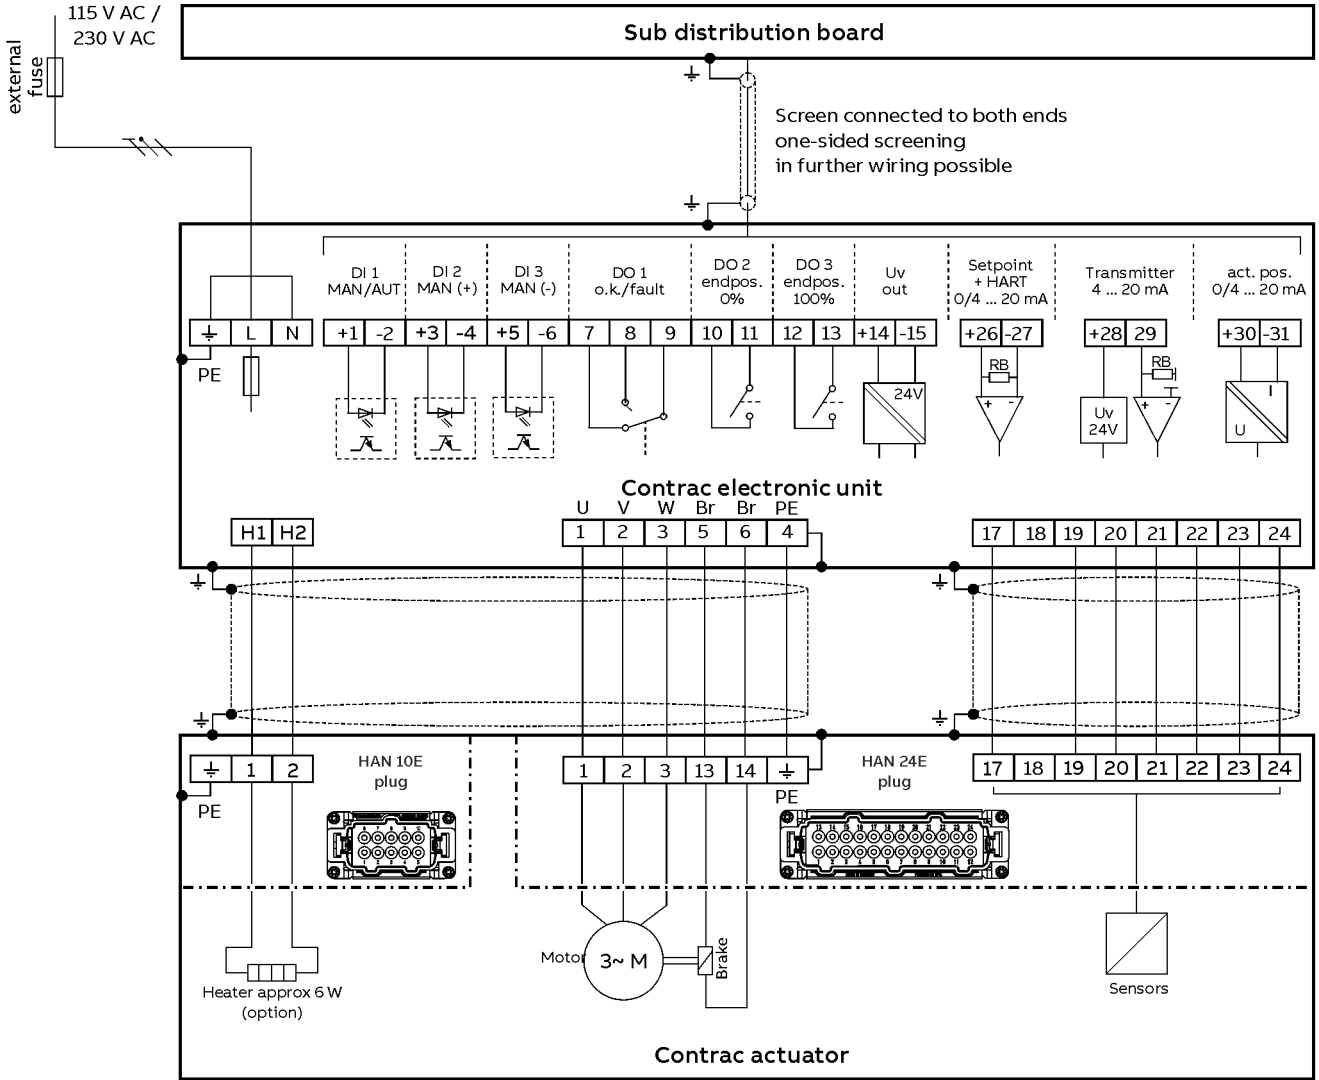 115 V AC /
230 V AC
external
fuse
Sub distribution board
Screen connected to both ends
one-sided screening
in further wiring possible
DI 1
MAN/AUT
DI 2
MAN (+)
DI 3
MAN (-)
DO 1
o.k./fault
DO 2
endpos.
0%
DO 3
endpos.
100%
Uv
out
Setpoint
+ HART
0/4 ... 20 mA
Transmitter
4 ... 20 mA
act. pos.
0/4 ... 20 mA
L N +1 -2 +3 -4 +5 -6 7 8 9 10 11 12 13 +14 -15 +26 -27 +28 29 +30 -31
PE
RB
RB
24V
+ -
Uv
24V
+ -
I
U
Contrac electronic unit
U V W Br Br PE
H1 H2
1 2 3 5 6 4
17 18 19 20 21 22 23 24
1 2
PE
HAN 10E
plug
1 2 3 13 14
PE
HAN 24E
plug
17 18 19 20 21 22 23 24
Motor
3~ M
Brake
Heater approx 6 W
(option)
Sensors
Contrac actuator